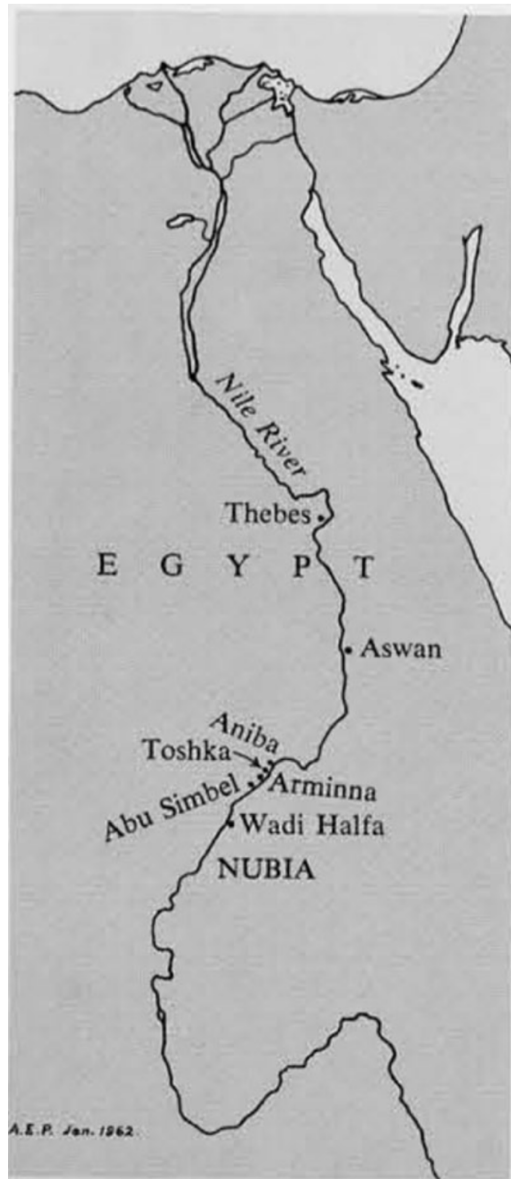 Nile River
Thebes
E G Y P T
Aswan
Aniba
Toshka
Arminna
Abu Simbel
Wadi Halfa
NUBIA
A.E.P. Jan. 1962.